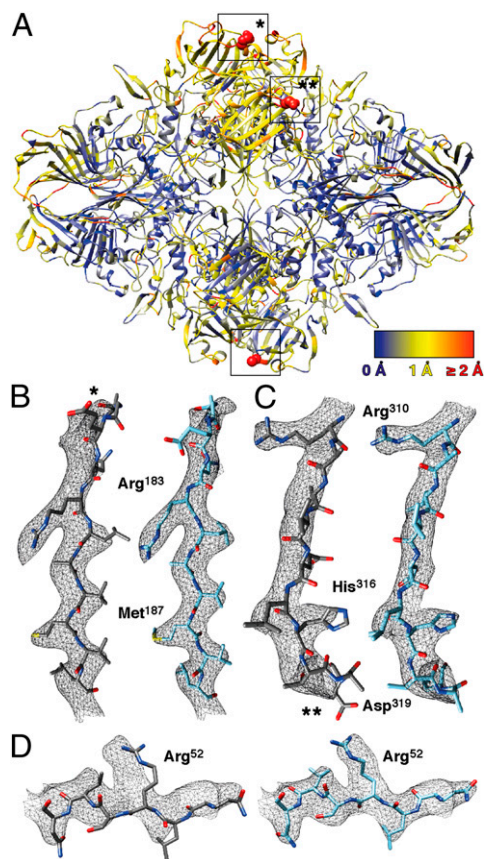 A
*
**
0 Å 1 Å ≥2 Å
B
*
C
Arg310
Arg183
His316
Met187
**
Asp319
D
Arg52
Arg52